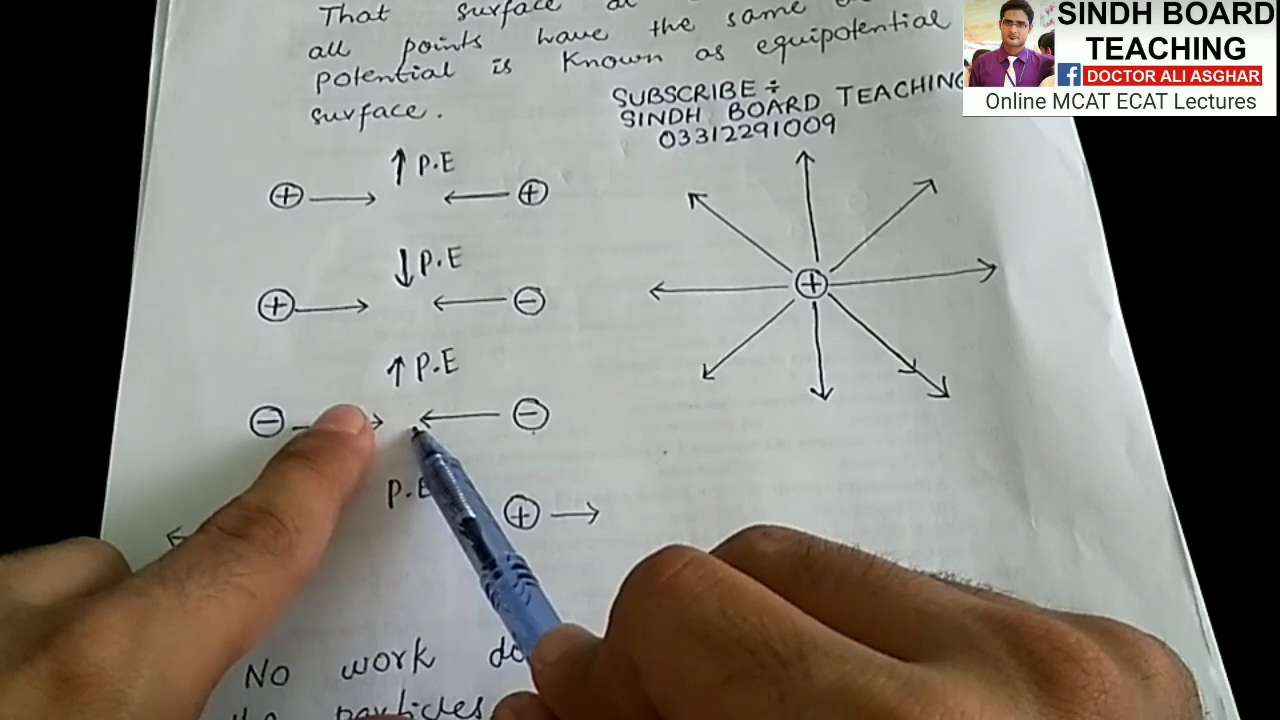 That surface
all points have the same
potential is known as equipotential
surface.
SUBSCRIBE ÷
SINDH BOARD TEACHING
03312291009
↑ P.E
+ → ← +
↓ P.E
+ → ← −
↑ P.E
− → ← −
P.E
+ →
+
No work
particles
SINDH BOARD
TEACHING
f DOCTOR ALI ASGHAR
Online MCAT ECAT Lectures